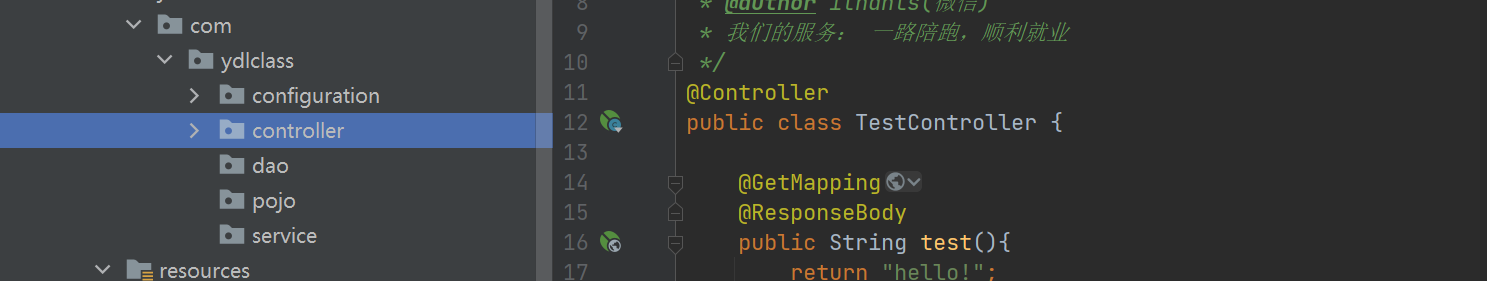 com
ydlclass
configuration
controller
dao
pojo
service
resources
8 * @author itnanls(微信)
9 * 我们的服务： 一路陪跑，顺利就业
10 */
11 @Controller
12 public class TestController {
13
14 @GetMapping
15 @ResponseBody
16 public String test(){
17 return "hello!";